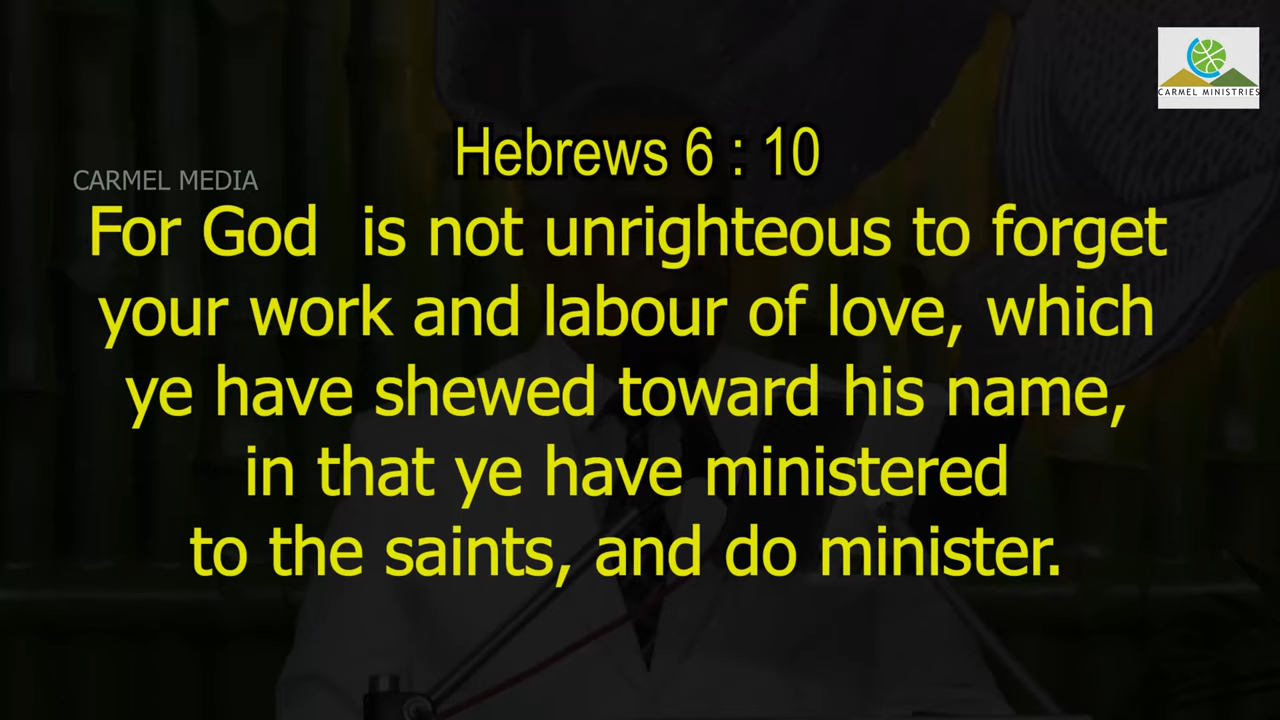 CARMEL MINISTRIES
Hebrews 6 : 10
CARMEL MEDIA
For God  is not unrighteous to forget
your work and labour of love, which
ye have shewed toward his name,
in that ye have ministered
to the saints, and do minister.